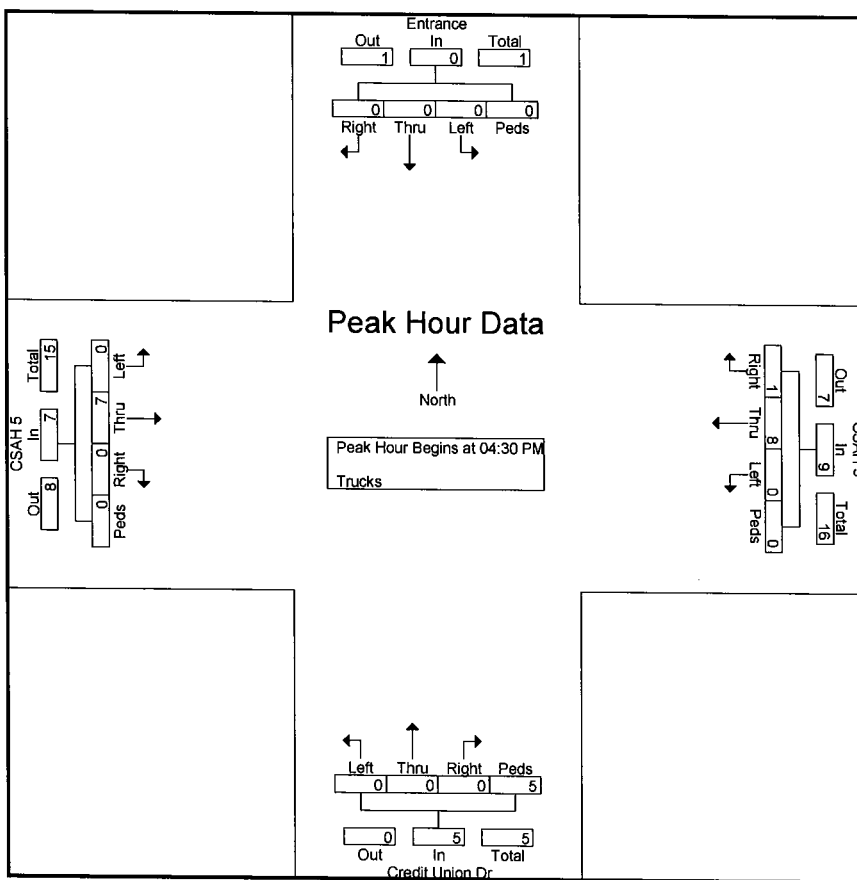 Entrance
Out In Total
1 0 1
0 0 0 0
Right Thru Left Peds
Peak Hour Data
North
Peak Hour Begins at 04:30 PM
Trucks
CSAH 5
Total In Out
15 7 8
0 7 0 0
Left Thru Right Peds
Out In Total
7 9 16
1 8 0 0
Right Thru Left Peds
Left Thru Right Peds
0 0 0 5
0 5 5
Out In Total
Credit Union Dr